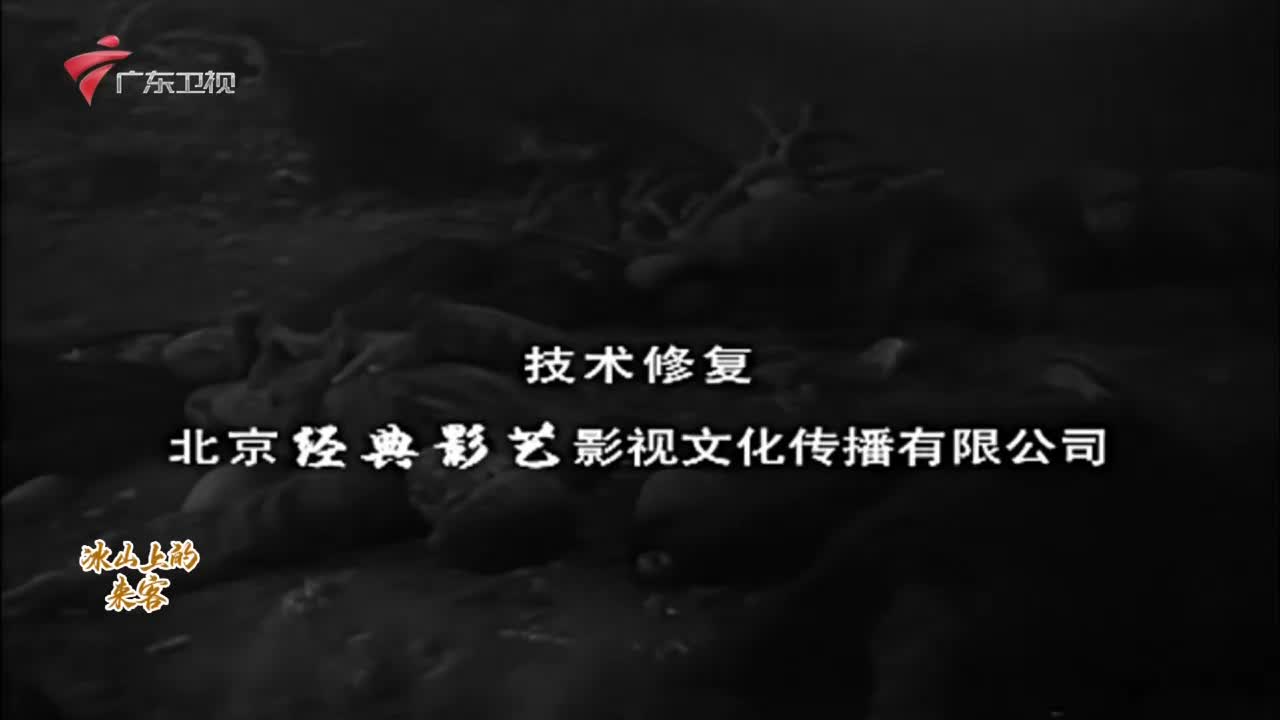 广东卫视
技术修复
北京经典影艺影视文化传播有限公司
冰山上的
来客